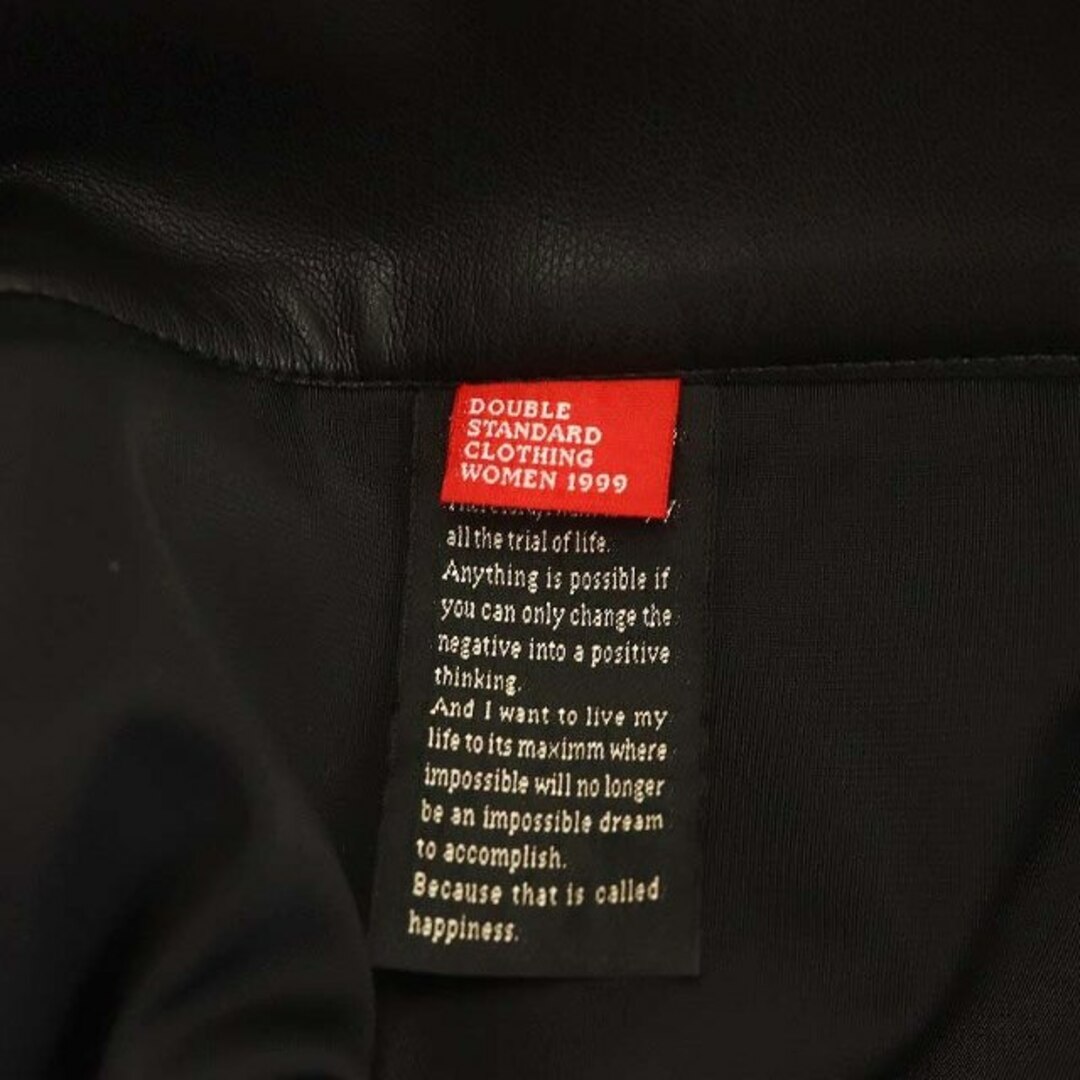 DOUBLE
STANDARD
CLOTHING
WOMEN 1999
all the trial of life.
Anything is possible if
you can only change the
negative into a positive
thinking.
And I want to live my
life to its maximm where
impossible will no longer
be an impossible dream
to accomplish.
Because that is called
happiness.